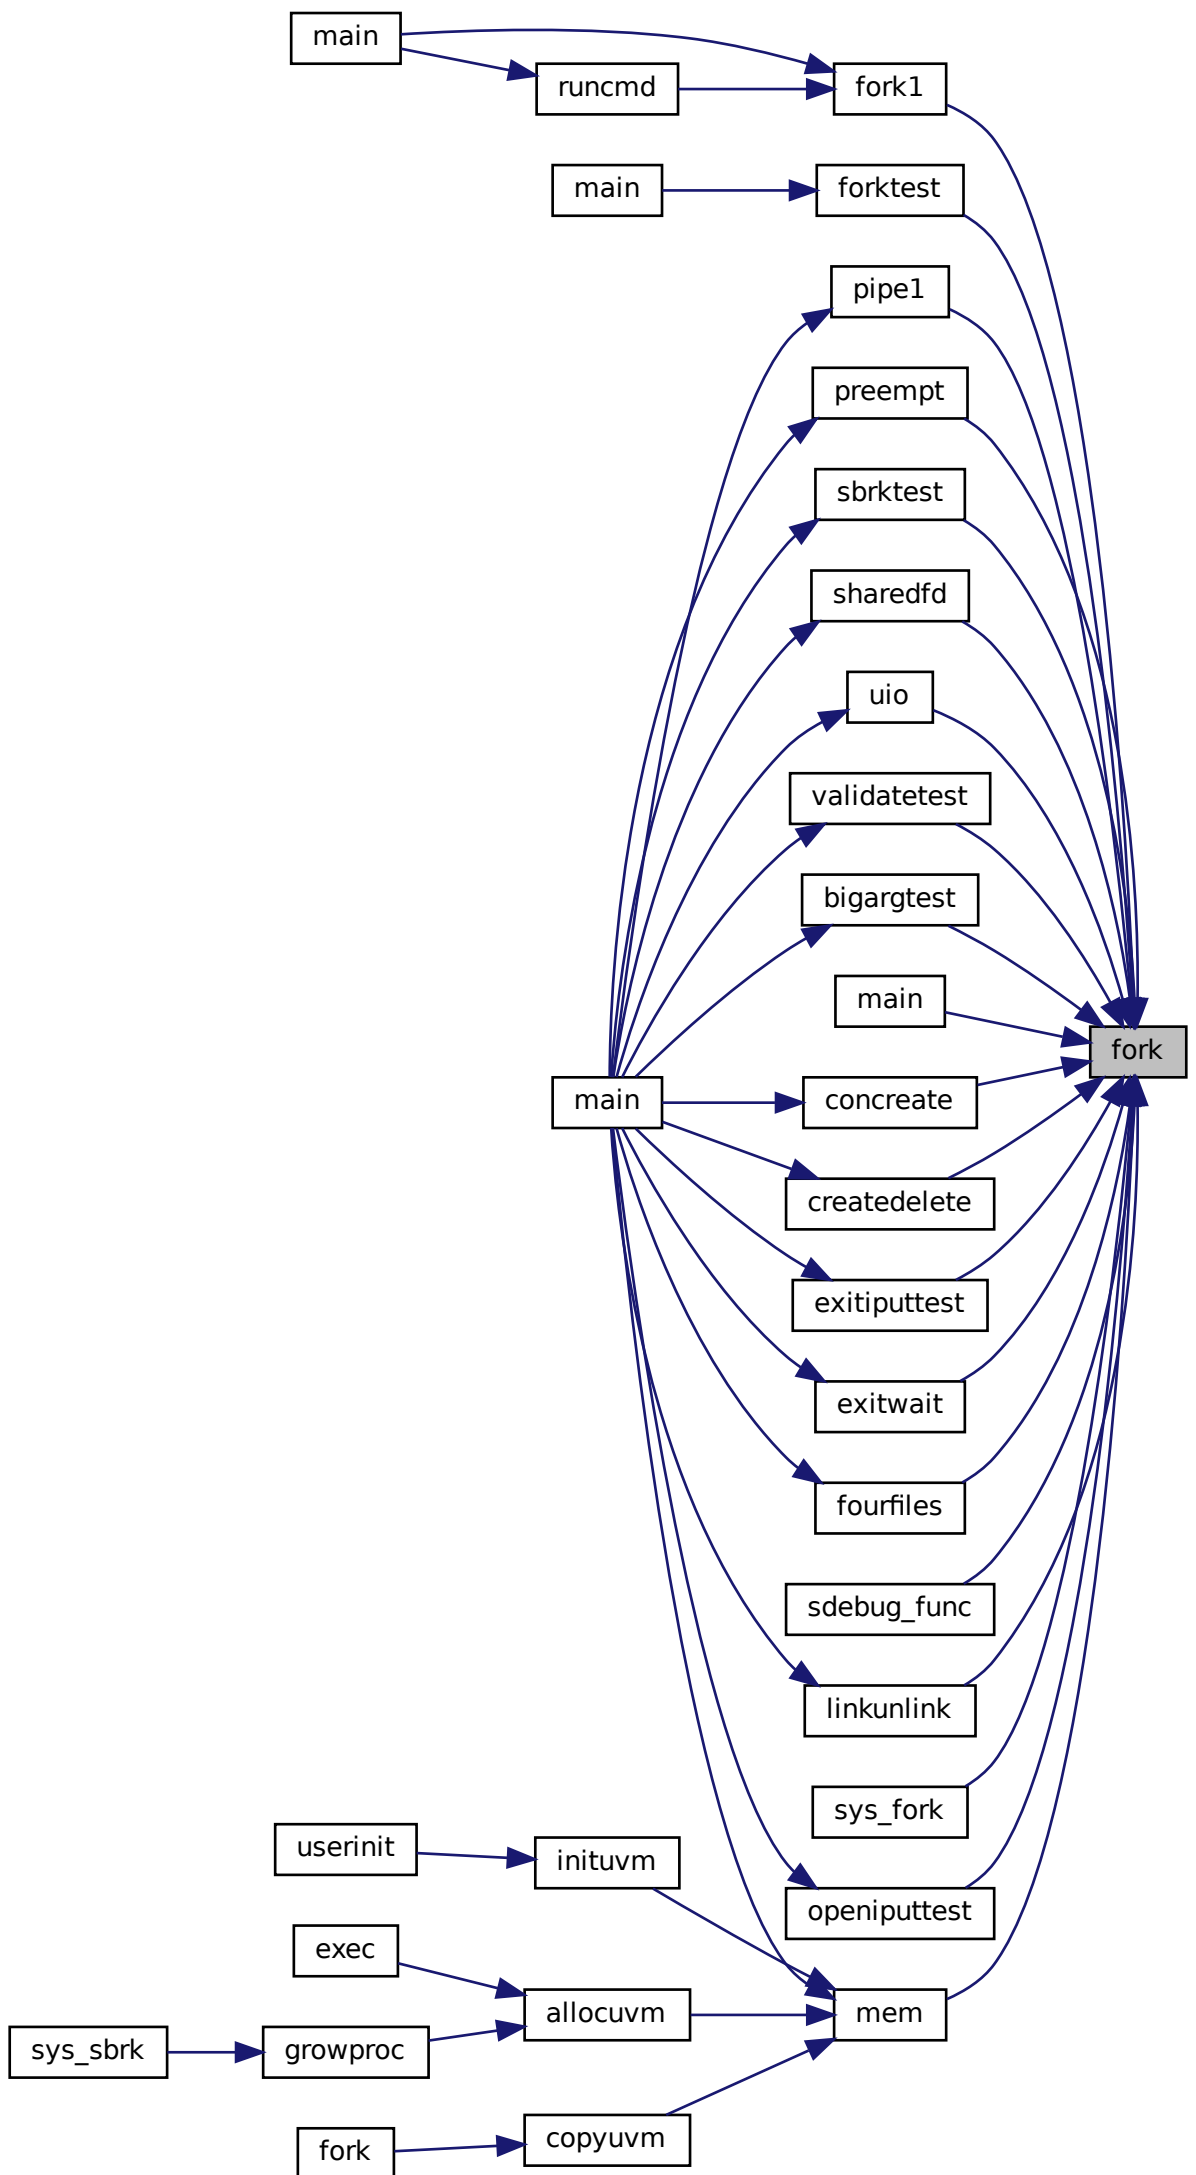 main
runcmd
fork1
main
forktest
pipe1
preempt
sbrktest
sharedfd
uio
validatetest
bigargtest
main
fork
main
concreate
createdelete
exitiputtest
exitwait
fourfiles
sdebug_func
linkunlink
sys_fork
userinit
inituvm
openiputtest
exec
allocuvm
mem
sys_sbrk
growproc
fork
copyuvm